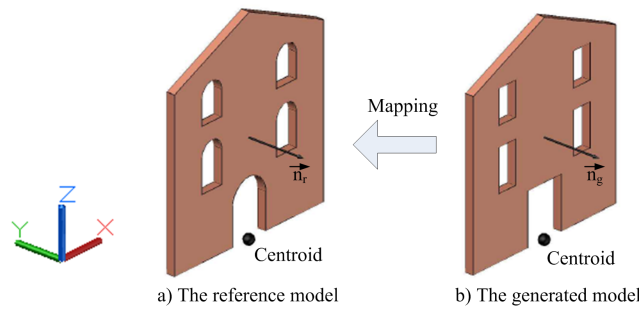 Mapping
n_r
n_g
Z
Y
X
Centroid
Centroid
a) The reference model
b) The generated model